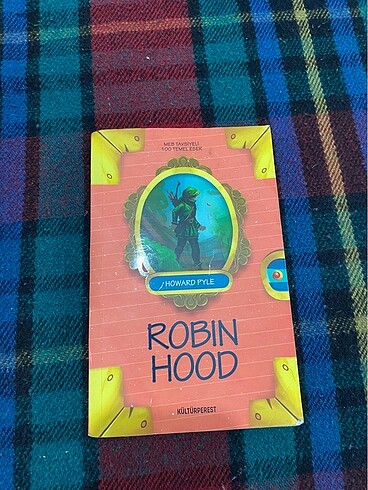 MEB TAVSİYELİ
100 TEMEL ESER
HOWARD PYLE
ROBIN
HOOD
KÜLTÜRPEREST